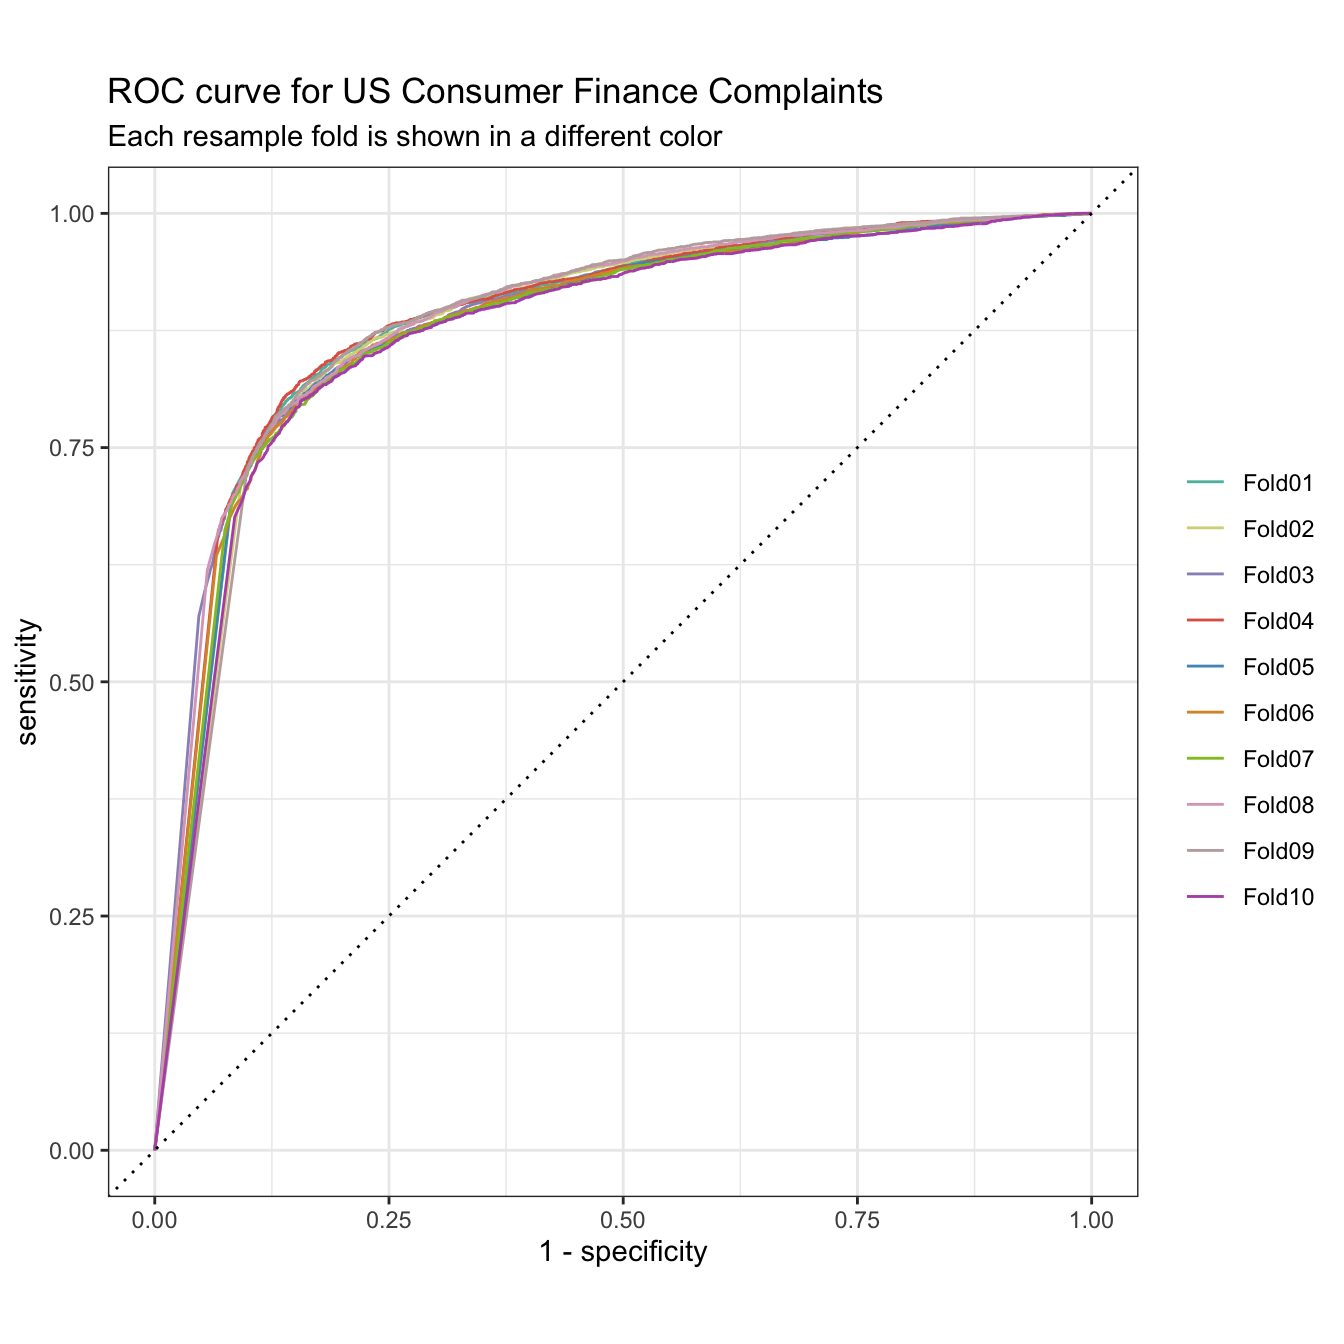 ROC curve for US Consumer Finance Complaints
Each resample fold is shown in a different color
1.00
0.75
0.50
0.25
0.00
sensitivity
0.00 0.25 0.50 0.75 1.00
1 - specificity
Fold01
Fold02
Fold03
Fold04
Fold05
Fold06
Fold07
Fold08
Fold09
Fold10